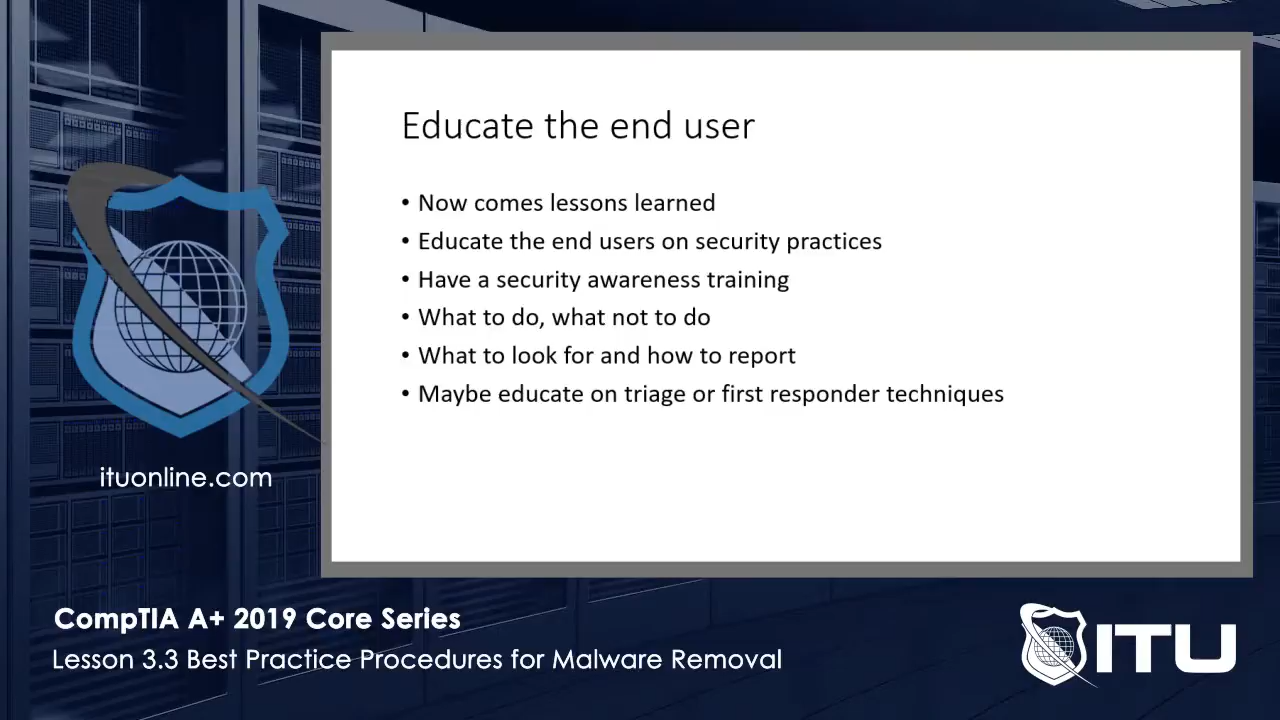 Educate the end user
• Now comes lessons learned
• Educate the end users on security practices
• Have a security awareness training
• What to do, what not to do
• What to look for and how to report
• Maybe educate on triage or first responder techniques
ituonline.com
CompTIA A+ 2019 Core Series
Lesson 3.3 Best Practice Procedures for Malware Removal
ITU